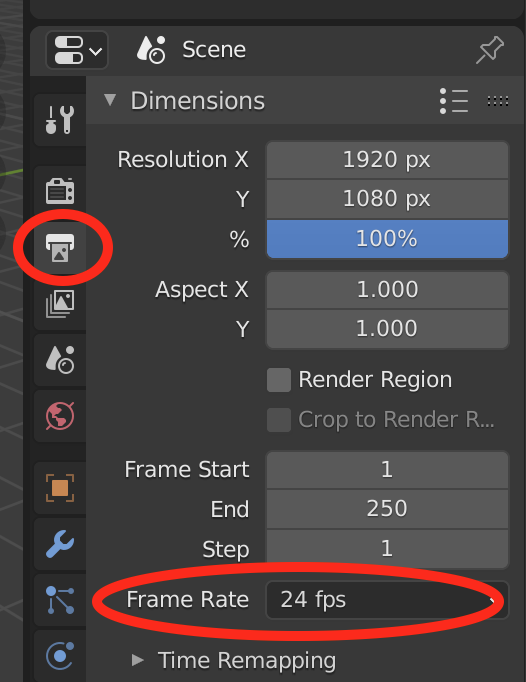 Scene
Dimensions
Resolution X 1920 px
Y 1080 px
% 100%
Aspect X 1.000
Y 1.000
Render Region
Crop to Render R...
Frame Start 1
End 250
Step 1
Frame Rate 24 fps
Time Remapping